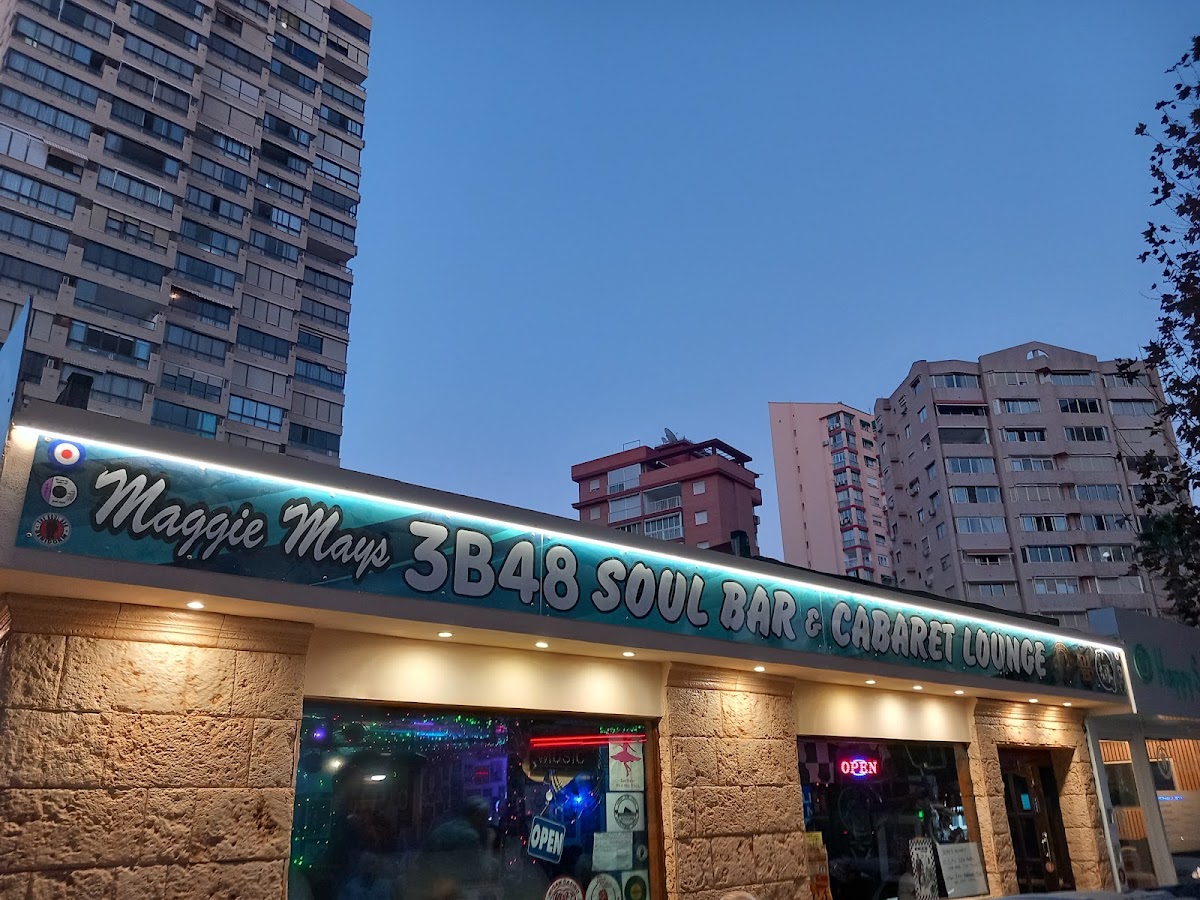 Maggie Mays 3B48 SOUL BAR & CABARET LOUNGE
MUSIC
OPEN
OPEN